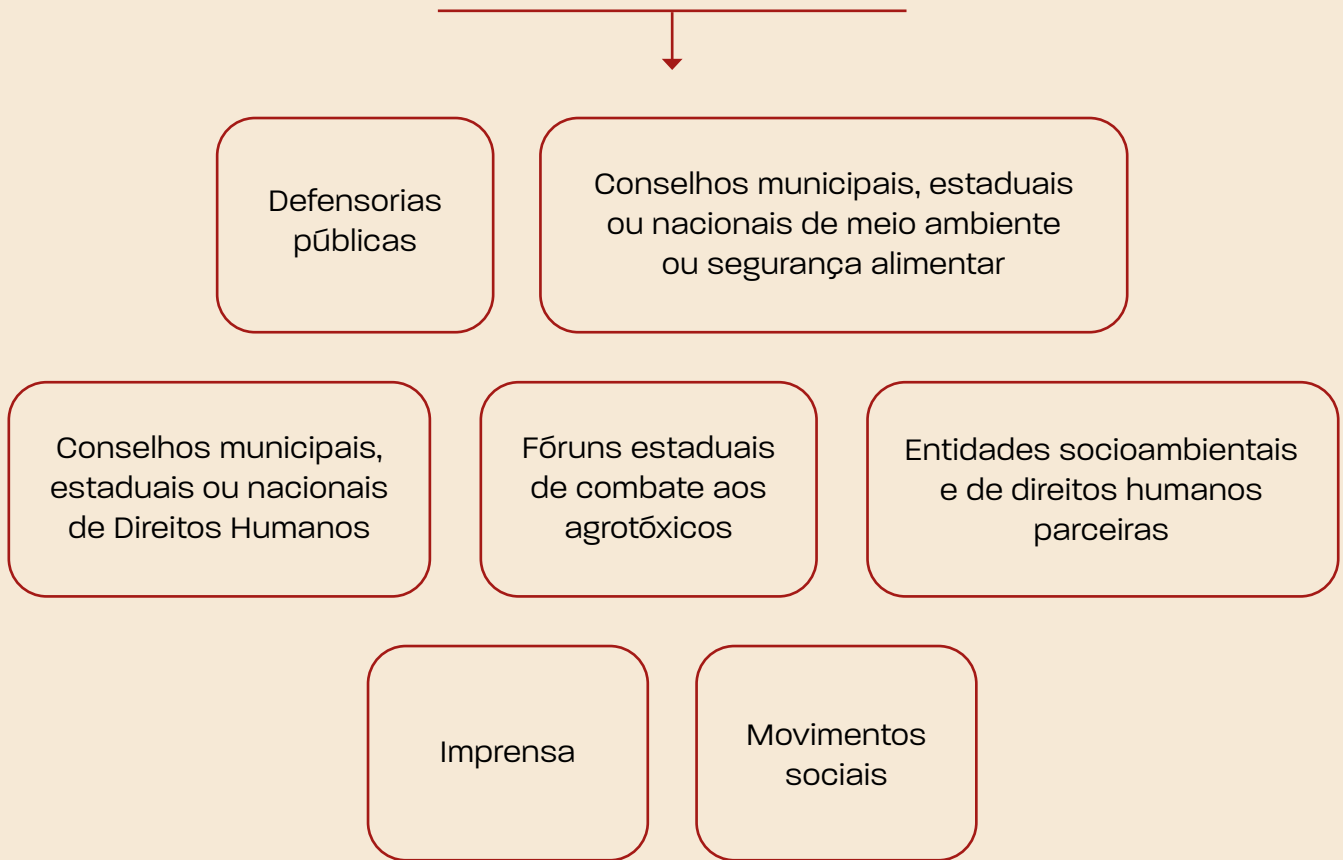 Defensorias
públicas
Conselhos municipais, estaduais
ou nacionais de meio ambiente
ou segurança alimentar
Conselhos municipais,
estaduais ou nacionais
de Direitos Humanos
Fóruns estaduais
de combate aos
agrotóxicos
Entidades socioambientais
e de direitos humanos
parceiras
Imprensa
Movimentos
sociais